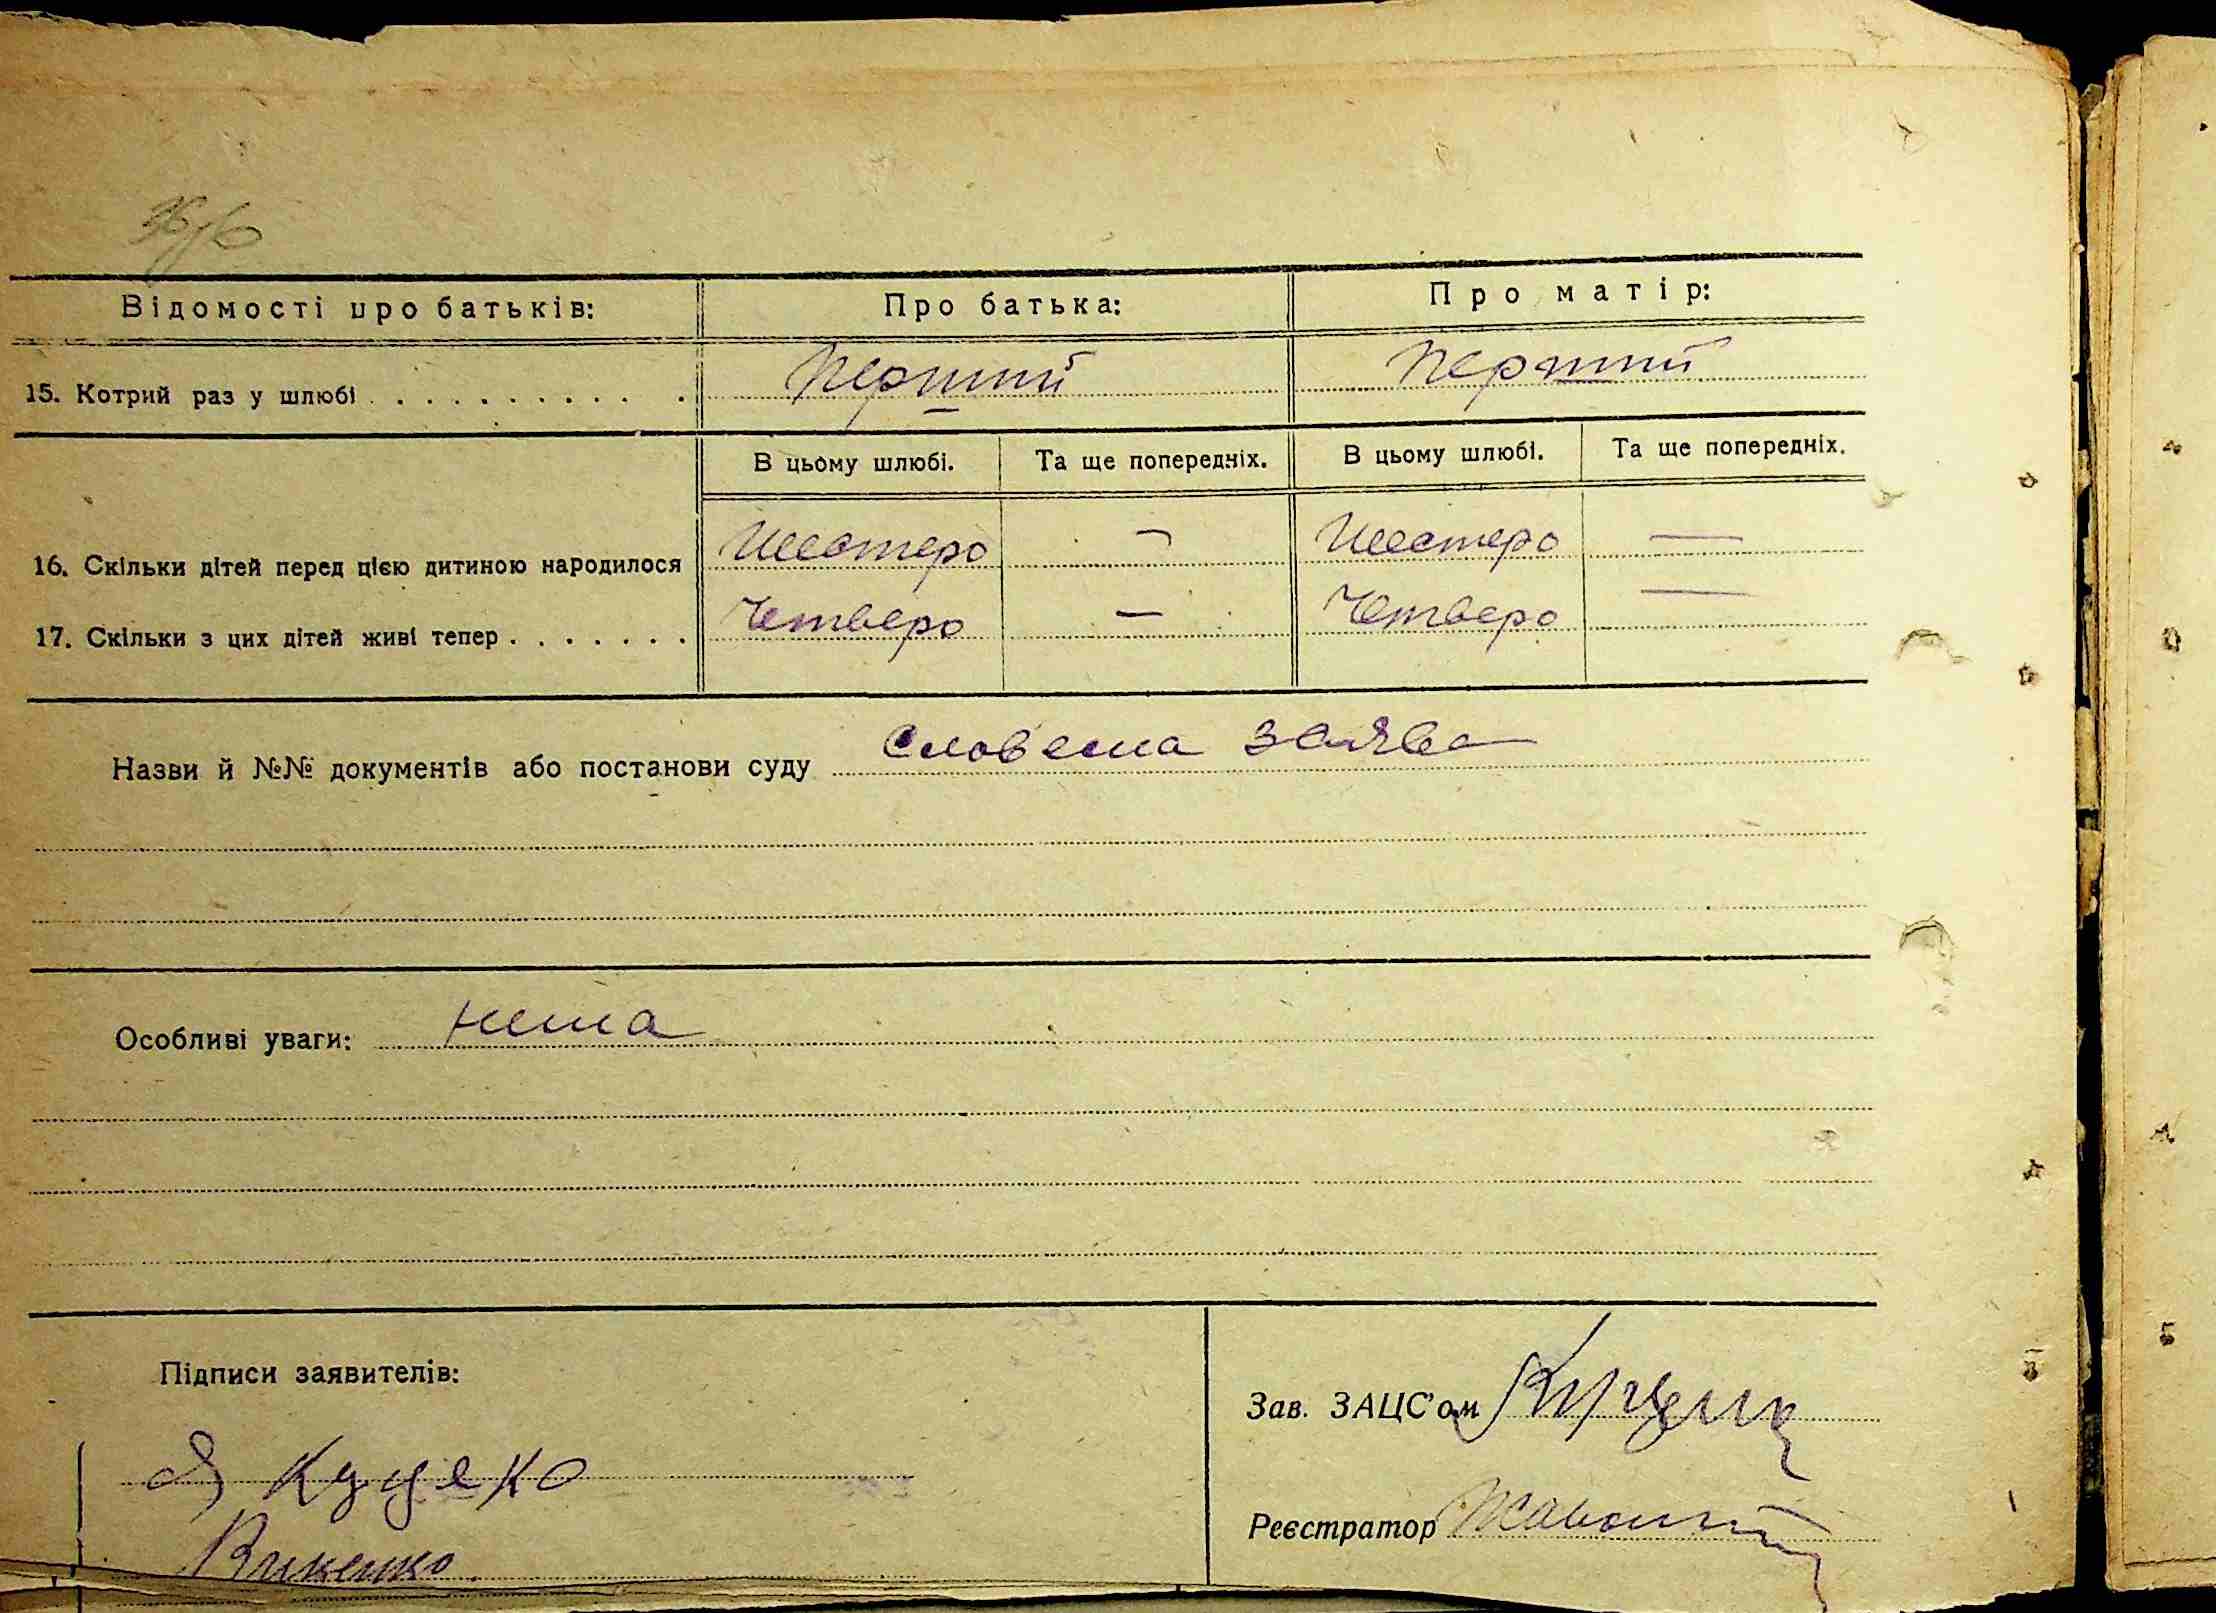 36/6
Відомості про батьків: Про батька: Про матір:
15. Котрий раз у шлюбі . . . . . . . . . . . . Перший Перший
В цьому шлюбі. Та ще попередніх. В цьому шлюбі. Та ще попередніх.
16. Скільки дітей перед цією дитиною народилося Шестеро — Шестеро —
17. Скільки з цих дітей живі тепер . . . . . . . Четверо — Четверо —
Назви й №№ документів або постанови суду Словесна заява
Особливі уваги: нема
Підписи заявителів:
Зав. ЗАЦС'ом
Реєстратор